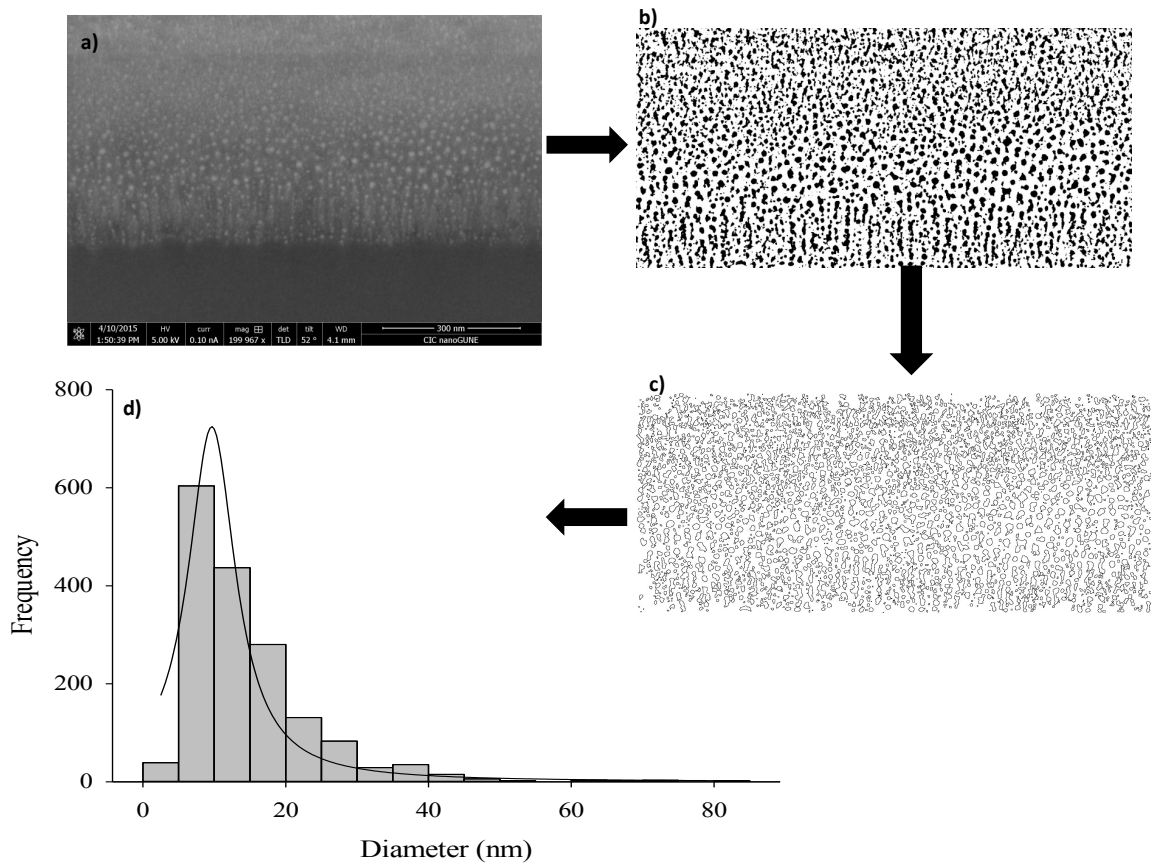 a)
b)
4/10/2015 HV curr mag det tilt WD 300 nm
1:50:39 PM 5.00 kV 0.10 nA 199 967 x TLD 52 ° 4.1 mm CIC nanoGUNE
c)
d)
800
600
400
200
0
Frequency
0 20 40 60 80
Diameter (nm)